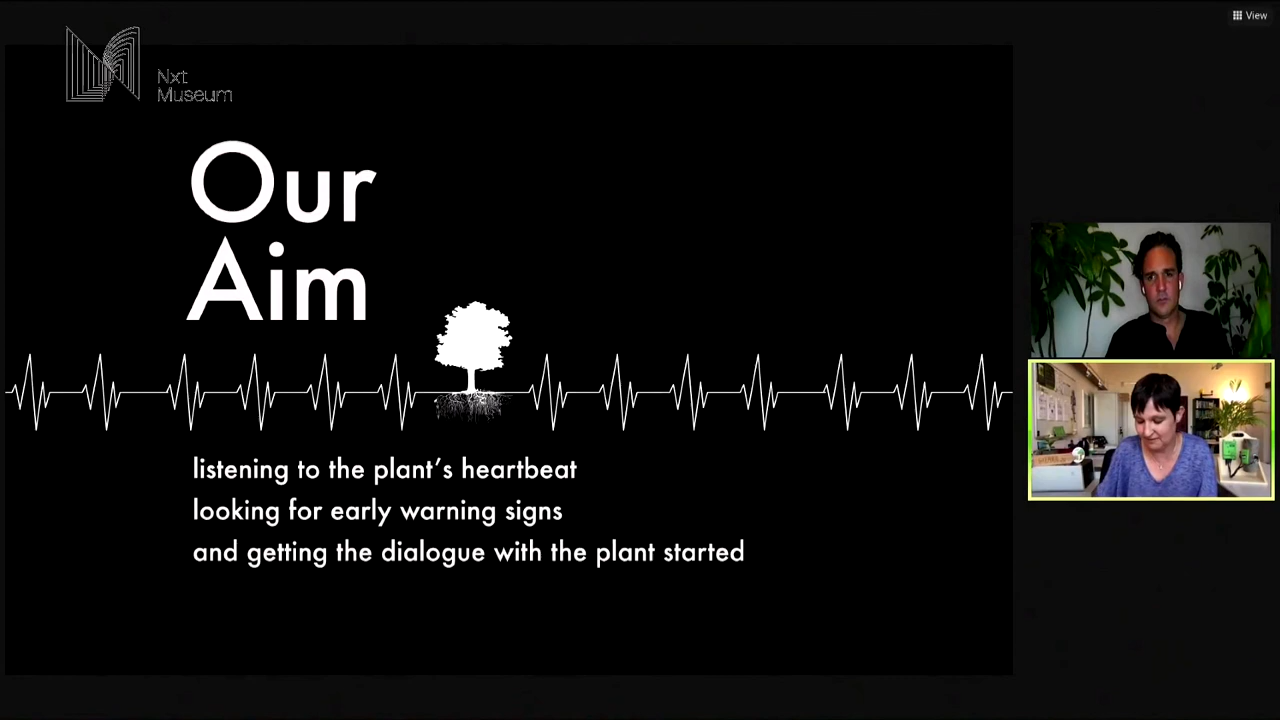 View
Nxt
Museum
Our
Aim
listening to the plant’s heartbeat
looking for early warning signs
and getting the dialogue with the plant started